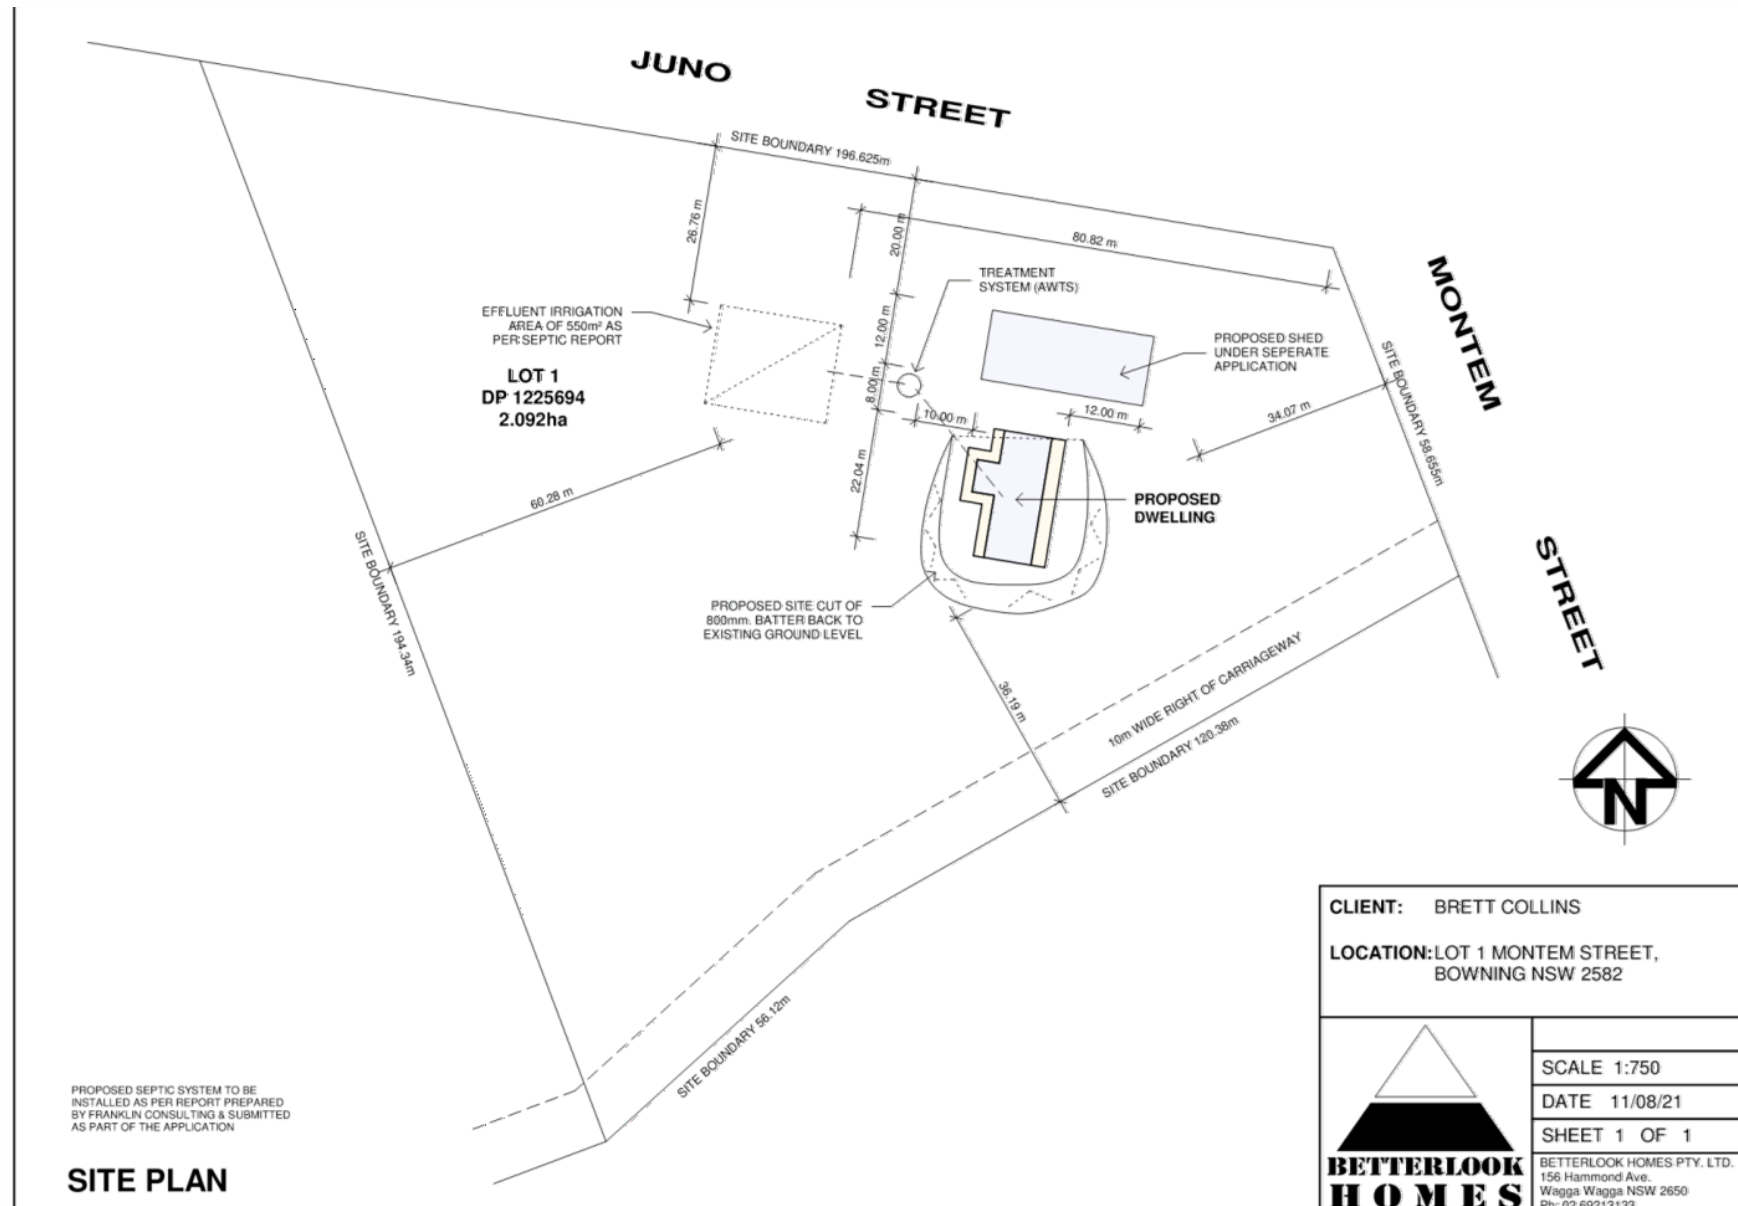 JUNO STREET
SITE BOUNDARY 196.625m
26.76 m
20.00 m
80.82 m
MONTEM STREET
TREATMENT
SYSTEM (AWTS)
EFFLUENT IRRIGATION
AREA OF 550m² AS
PER SEPTIC REPORT
12.00 m
PROPOSED SHED
UNDER SEPERATE
APPLICATION
SITE BOUNDARY 58.655m
LOT 1
DP 1225694
2.092ha
8.00 m
10.00 m
12.00 m
34.07 m
22.04 m
60.28 m
PROPOSED
DWELLING
SITE BOUNDARY 194.34m
PROPOSED SITE CUT OF
800mm. BATTER BACK TO
EXISTING GROUND LEVEL
36.19 m
10m WIDE RIGHT OF CARRIAGEWAY
SITE BOUNDARY 120.38m
N
SITE BOUNDARY 56.12m
CLIENT: BRETT COLLINS
LOCATION: LOT 1 MONTEM STREET,
BOWNING NSW 2582
SCALE 1:750
DATE 11/08/21
SHEET 1 OF 1
BETTERLOOK
HOMES
BETTERLOOK HOMES PTY. LTD.
156 Hammond Ave.
Wagga Wagga NSW 2650
Ph: 02 69213133
PROPOSED SEPTIC SYSTEM TO BE
INSTALLED AS PER REPORT PREPARED
BY FRANKLIN CONSULTING & SUBMITTED
AS PART OF THE APPLICATION
SITE PLAN